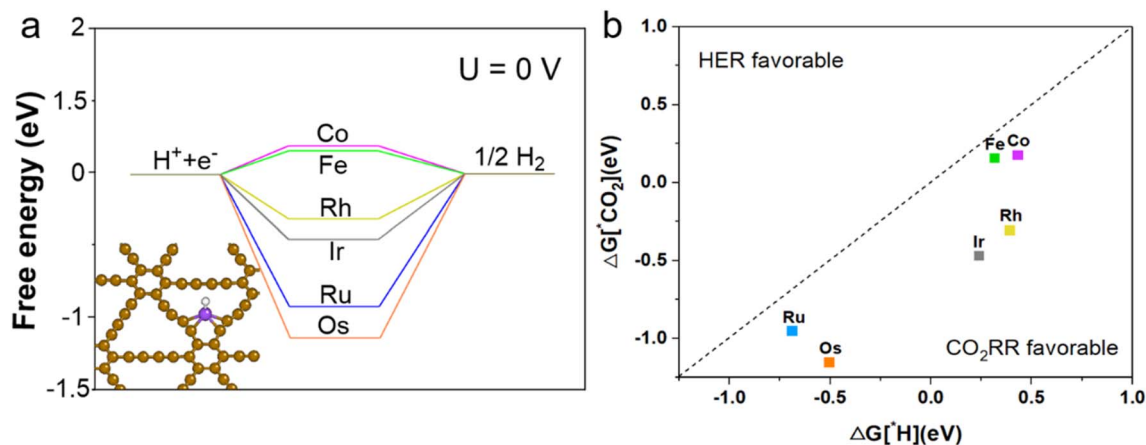 a
Free energy (eV)
2
1.5
0
-1
-1.5
U = 0 V
H⁺+e⁻
1/2 H₂
Co
Fe
Rh
Ir
Ru
Os
b
△G[*CO₂](eV)
1.0
0.5
0.0
-0.5
-1.0
HER favorable
Fe Co
Rh
Ir
Ru
Os
CO₂RR favorable
-1.0 -0.5 0.0 0.5 1.0
△G[*H](eV)